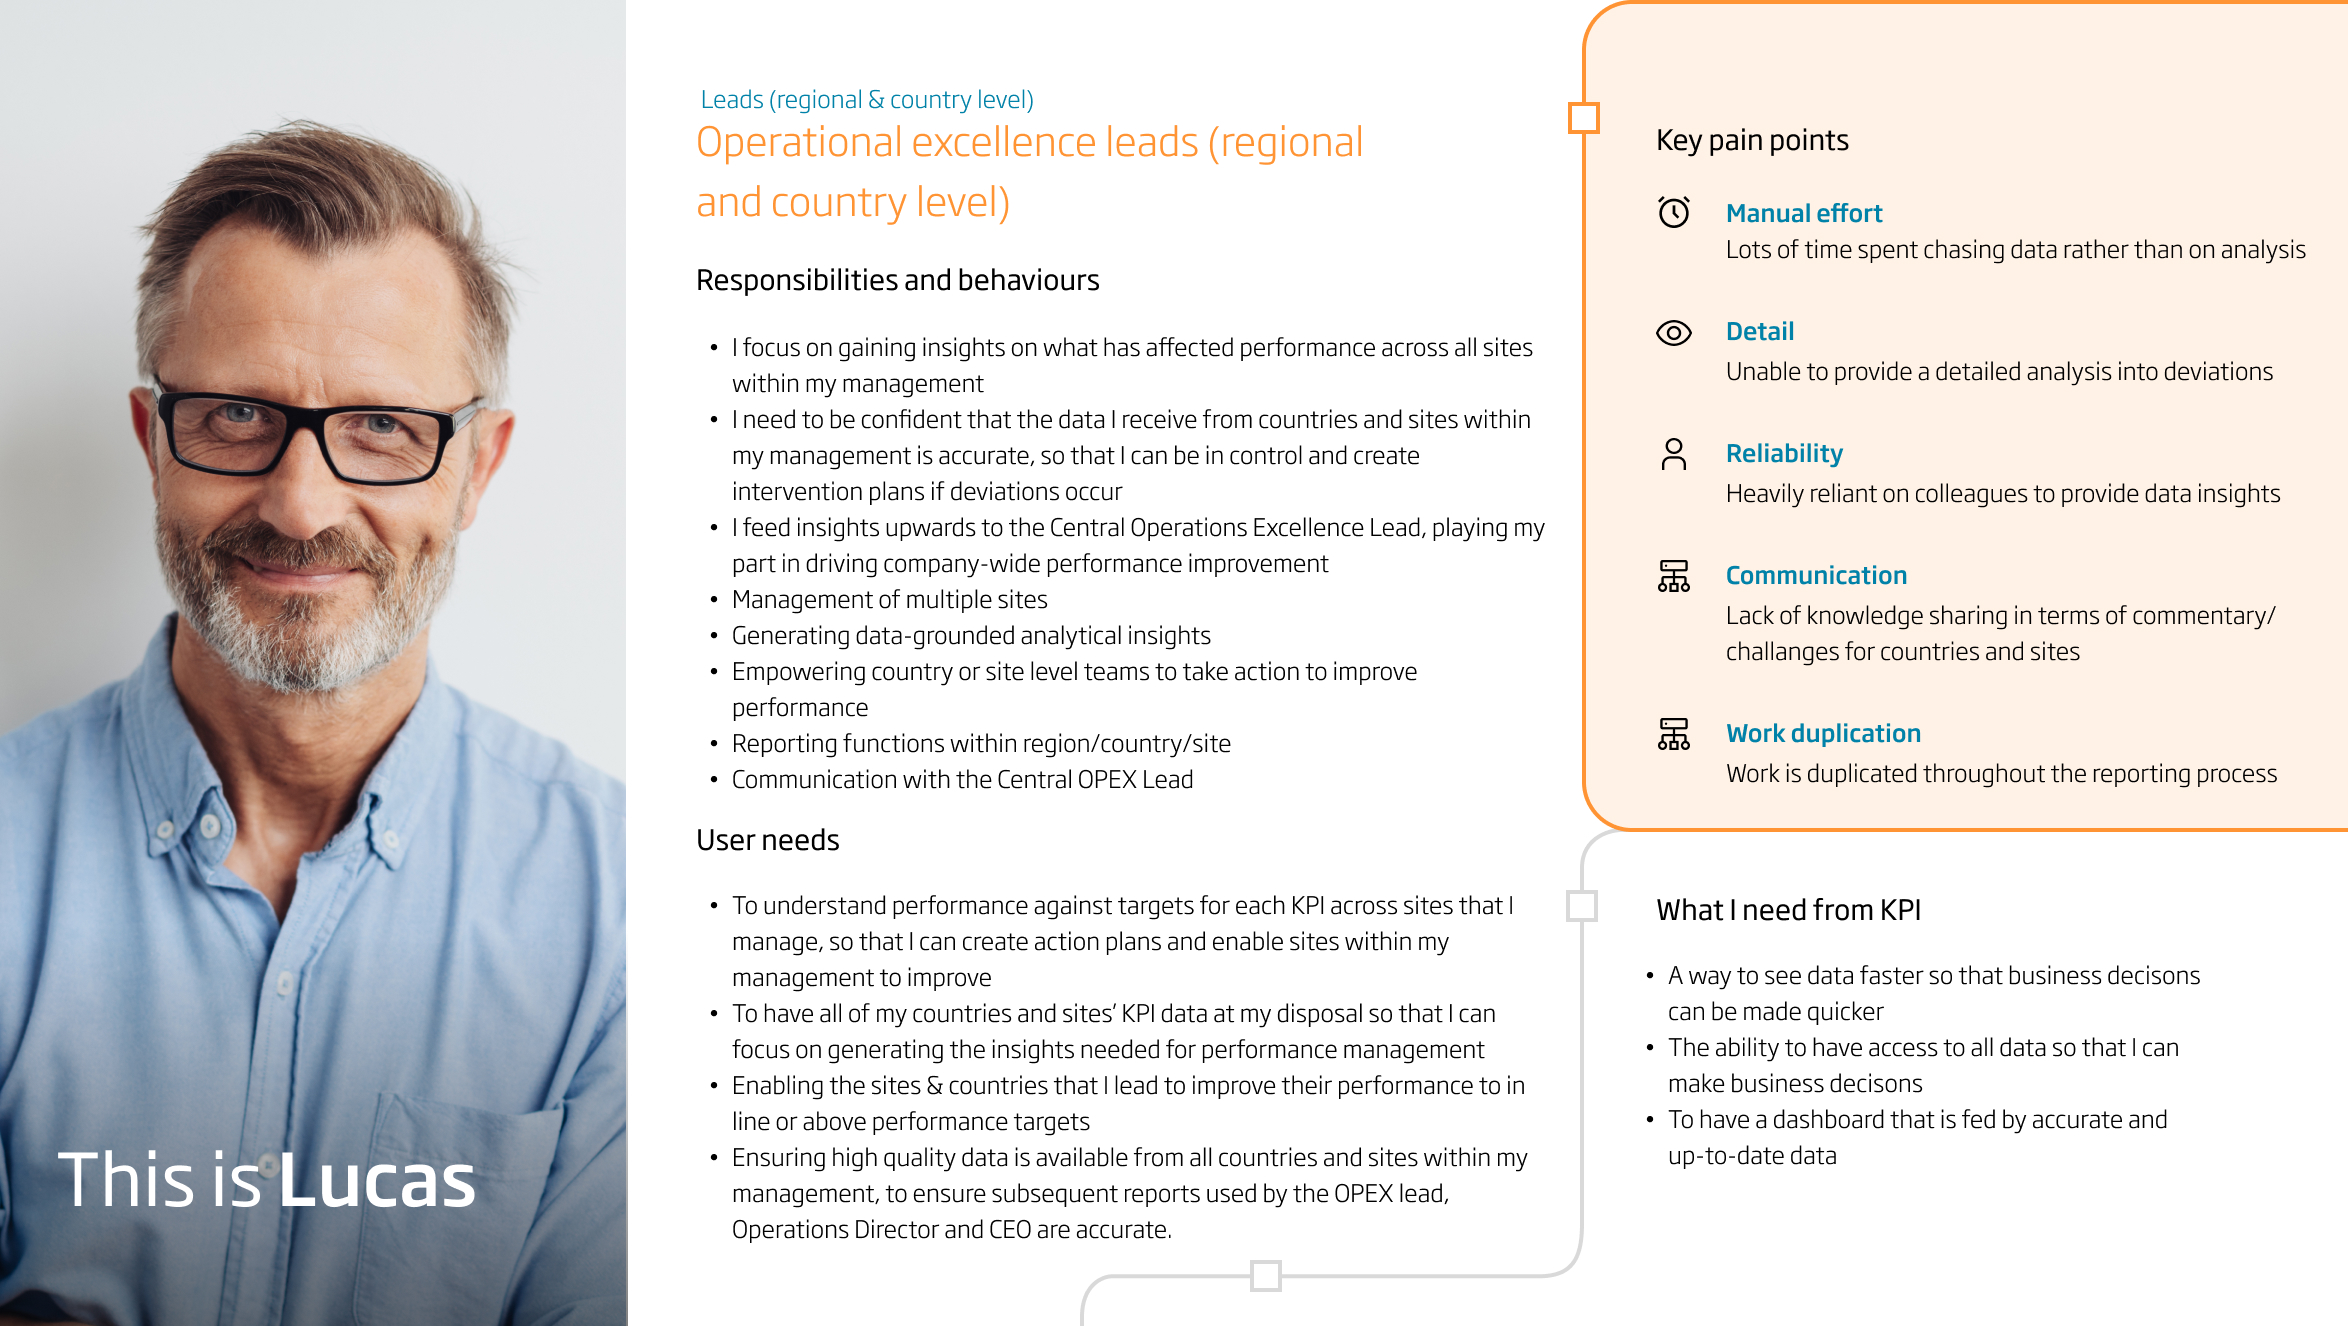 This is Lucas
Leads (regional & country level)
Operational excellence leads (regional
and country level)
Responsibilities and behaviours
• I focus on gaining insights on what has affected performance across all sites
within my management
• I need to be confident that the data I receive from countries and sites within
my management is accurate, so that I can be in control and create
intervention plans if deviations occur
• I feed insights upwards to the Central Operations Excellence Lead, playing my
part in driving company-wide performance improvement
• Management of multiple sites
• Generating data-grounded analytical insights
• Empowering country or site level teams to take action to improve
performance
• Reporting functions within region/country/site
• Communication with the Central OPEX Lead
User needs
• To understand performance against targets for each KPI across sites that I
manage, so that I can create action plans and enable sites within my
management to improve
• To have all of my countries and sites’ KPI data at my disposal so that I can
focus on generating the insights needed for performance management
• Enabling the sites & countries that I lead to improve their performance to in
line or above performance targets
• Ensuring high quality data is available from all countries and sites within my
management, to ensure subsequent reports used by the OPEX lead,
Operations Director and CEO are accurate.
Key pain points
Manual effort
Lots of time spent chasing data rather than on analysis
Detail
Unable to provide a detailed analysis into deviations
Reliability
Heavily reliant on colleagues to provide data insights
Communication
Lack of knowledge sharing in terms of commentary/
challanges for countries and sites
Work duplication
Work is duplicated throughout the reporting process
What I need from KPI
• A way to see data faster so that business decisons
can be made quicker
• The ability to have access to all data so that I can
make business decisons
• To have a dashboard that is fed by accurate and
up-to-date data